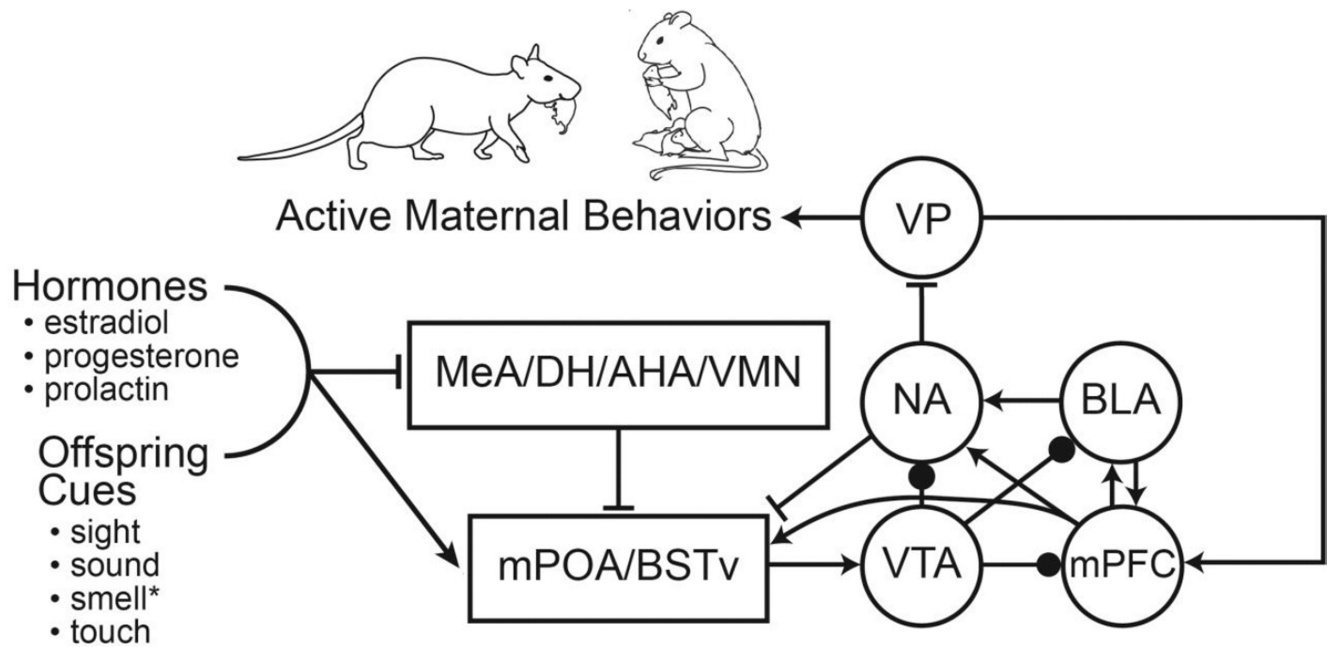 Active Maternal Behaviors
VP
Hormones
• estradiol
• progesterone
• prolactin
MeA/DH/AHA/VMN
NA
BLA
Offspring
Cues
• sight
• sound
• smell*
• touch
mPOA/BSTv
VTA
mPFC